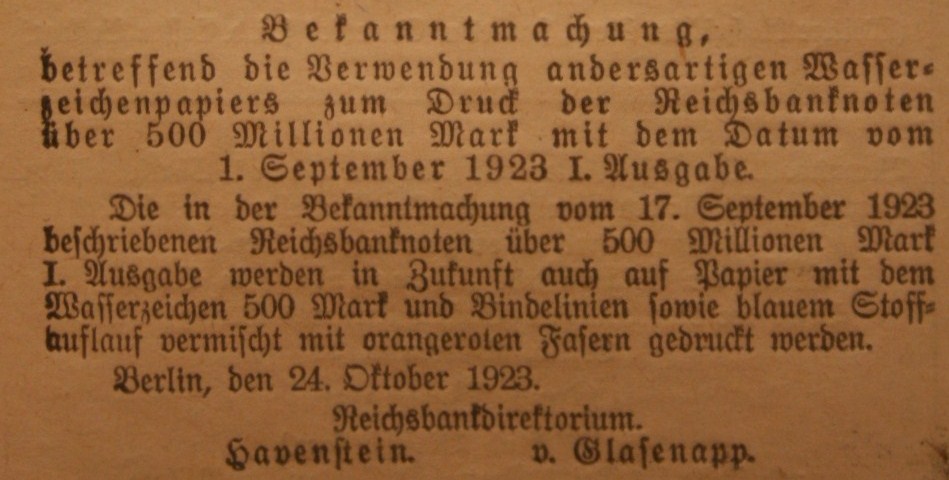 Bekanntmachung,
betreffend die Verwendung andersartigen Wasser-
zeichenpapiers zum Druck der Reichsbanknoten
über 500 Millionen Mark mit dem Datum vom
1. September 1923 I. Ausgabe.
Die in der Bekanntmachung vom 17. September 1923
beschriebenen Reichsbanknoten über 500 Millionen Mark
I. Ausgabe werden in Zukunft auch auf Papier mit dem
Wasserzeichen 500 Mark und Bindelinien sowie blauem Stoff-
auflauf vermischt mit orangeroten Fasern gedruckt werden.
Berlin, den 24. Oktober 1923.
Reichsbankdirektorium.
Havenstein. v. Glasenapp.